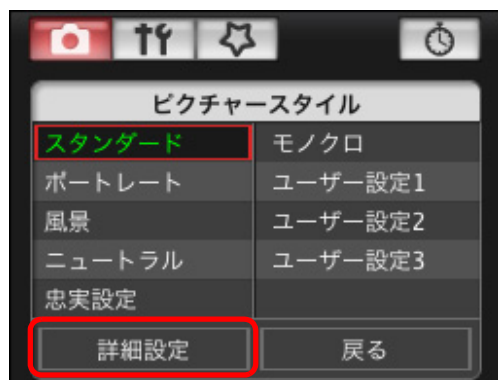 ピクチャースタイル
スタンダード
モノクロ
ポートレート
ユーザー設定1
風景
ユーザー設定2
ニュートラル
ユーザー設定3
忠実設定
詳細設定
戻る